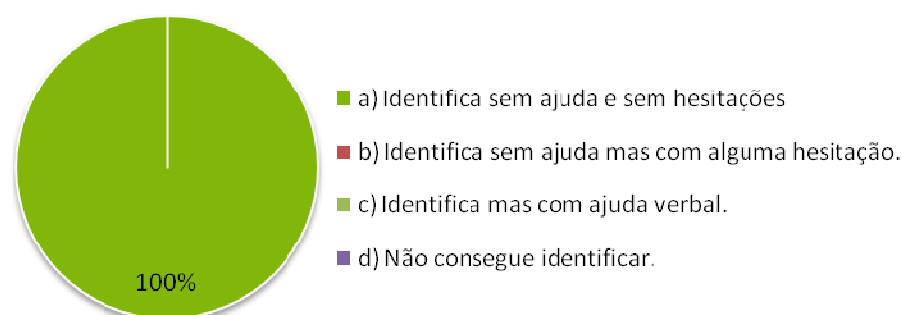 a) Identifica sem ajuda e sem hesitações
b) Identifica sem ajuda mas com alguma hesitação.
c) Identifica mas com ajuda verbal.
d) Não consegue identificar.
100%